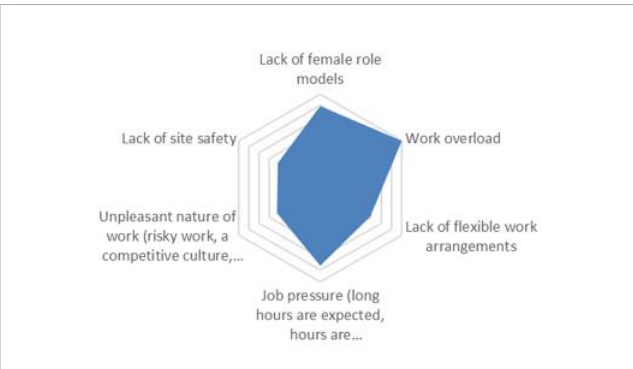 Lack of female role
models
Work overload
Lack of site safety
Unpleasant nature of
work (risky work, a
competitive culture,...
Lack of flexible work
arrangements
Job pressure (long
hours are expected,
hours are...